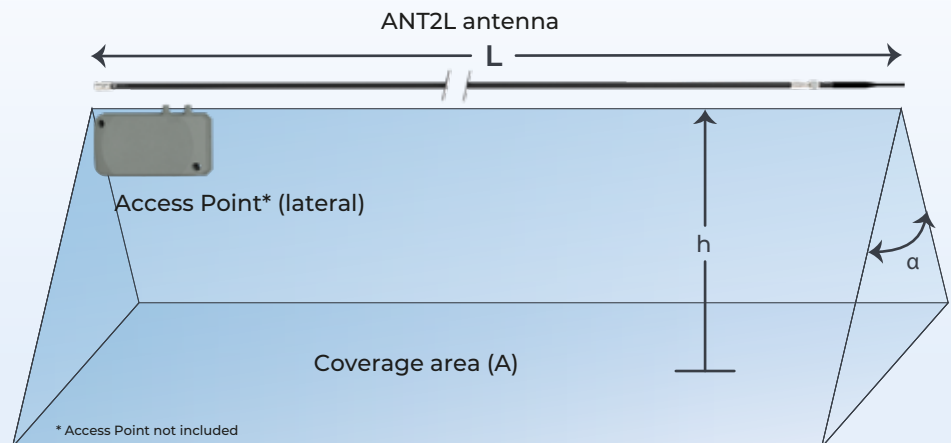 ANT2L antenna
L
Access Point* (lateral)
h
α
Coverage area (A)
* Access Point not included